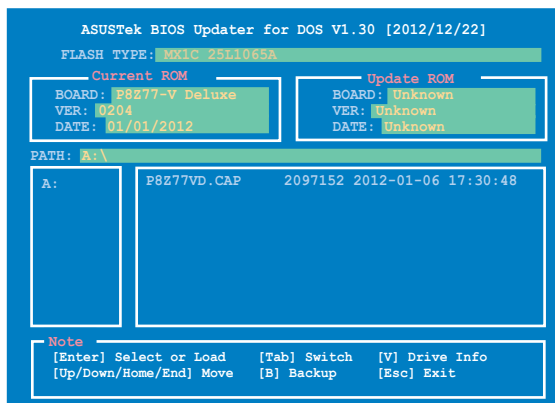 ASUSTek BIOS Updater for DOS V1.30 [2012/12/22]
FLASH TYPE: MX1C 25L1065A
Current ROM
BOARD: P8Z77-V Deluxe
VER: 0204
DATE: 01/01/2012
Update ROM
BOARD: Unknown
VER: Unknown
DATE: Unknown
PATH: A:\
A:
P8Z77VD.CAP 2097152 2012-01-06 17:30:48
Note
[Enter] Select or Load [Tab] Switch [V] Drive Info
[Up/Down/Home/End] Move [B] Backup [Esc] Exit